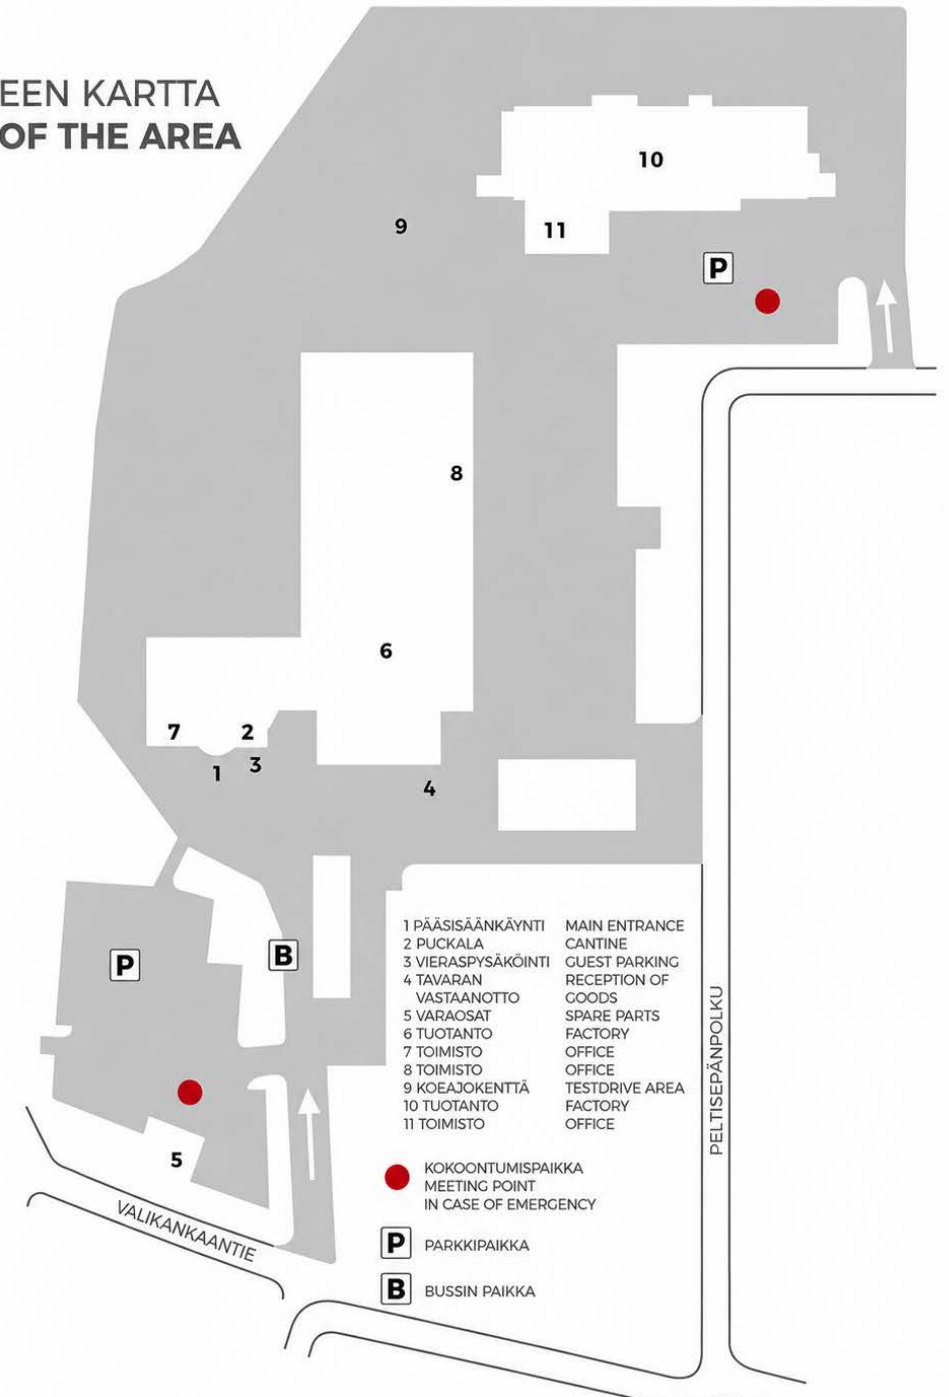 EEN KARTTA
OF THE AREA
10
9
11
P
8
6
7
2
1
3
4
P
B
5
1 PÄÄSISÄÄNKÄYNTI MAIN ENTRANCE
2 PUCKALA CANTINE
3 VIERASPYSÄKÖINTI GUEST PARKING
4 TAVARAN RECEPTION OF
VASTAANOTTO GOODS
5 VARAOSAT SPARE PARTS
6 TUOTANTO FACTORY
7 TOIMISTO OFFICE
8 TOIMISTO OFFICE
9 KOEAJOKENTTÄ TESTDRIVE AREA
10 TUOTANTO FACTORY
11 TOIMISTO OFFICE
KOKOONTUMISPAIKKA
MEETING POINT
IN CASE OF EMERGENCY
P PARKKIPAIKKA
B BUSSIN PAIKKA
PELTISEPÄNPOLKU
VALIKANKAANTIE